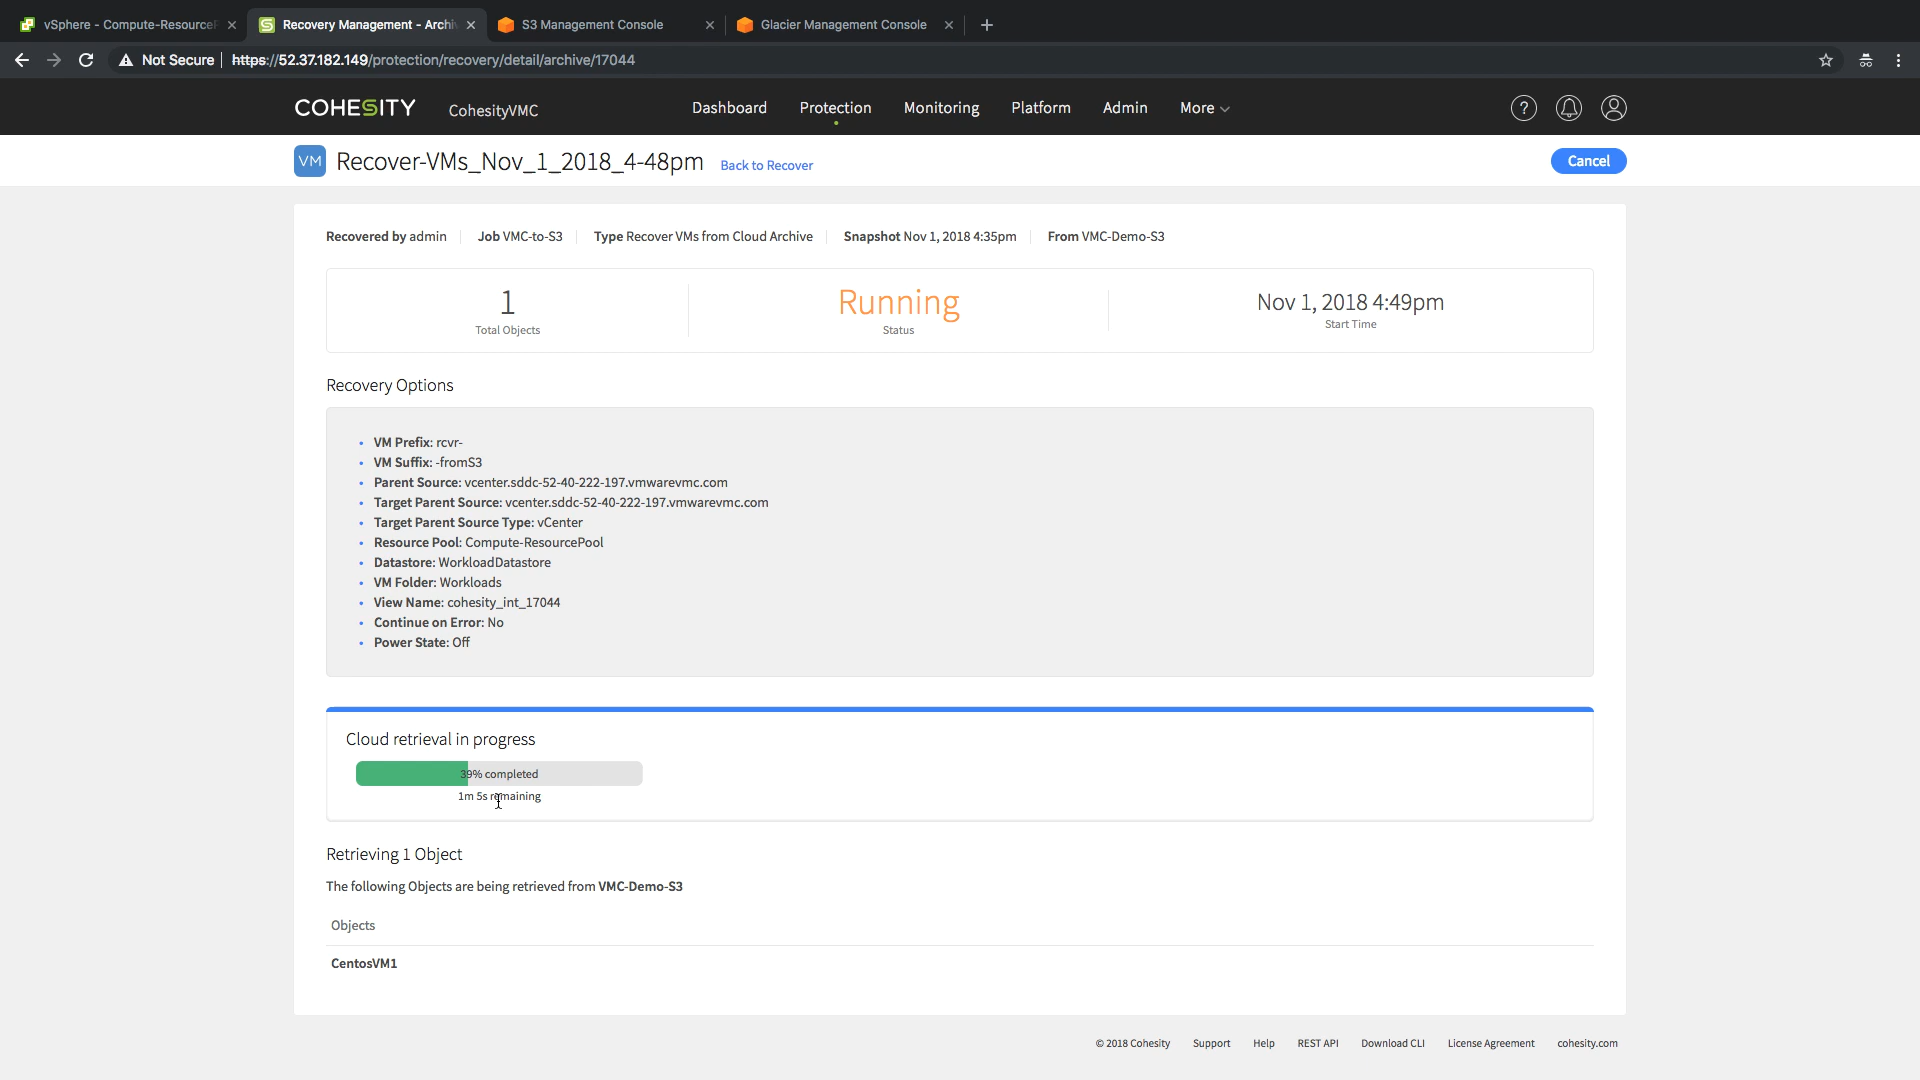 vSphere - Compute-ResourceP
Recovery Management - Archi
S3 Management Console
Glacier Management Console
Not Secure https://52.37.182.149/protection/recovery/detail/archive/17044
COHESITY CohesityVMC Dashboard Protection Monitoring Platform Admin More
VM Recover-VMs_Nov_1_2018_4-48pm Back to Recover Cancel
Recovered by admin Job VMC-to-S3 Type Recover VMs from Cloud Archive Snapshot Nov 1, 2018 4:35pm From VMC-Demo-S3
1 Running Nov 1, 2018 4:49pm
Total Objects Status Start Time
Recovery Options
• VM Prefix: rcvr-
• VM Suffix: -fromS3
• Parent Source: vcenter.sddc-52-40-222-197.vmwarevmc.com
• Target Parent Source: vcenter.sddc-52-40-222-197.vmwarevmc.com
• Target Parent Source Type: vCenter
• Resource Pool: Compute-ResourcePool
• Datastore: WorkloadDatastore
• VM Folder: Workloads
• View Name: cohesity_int_17044
• Continue on Error: No
• Power State: Off
Cloud retrieval in progress
39% completed
1m 5s remaining
Retrieving 1 Object
The following Objects are being retrieved from VMC-Demo-S3
Objects
CentosVM1
© 2018 Cohesity Support Help REST API Download CLI License Agreement cohesity.com